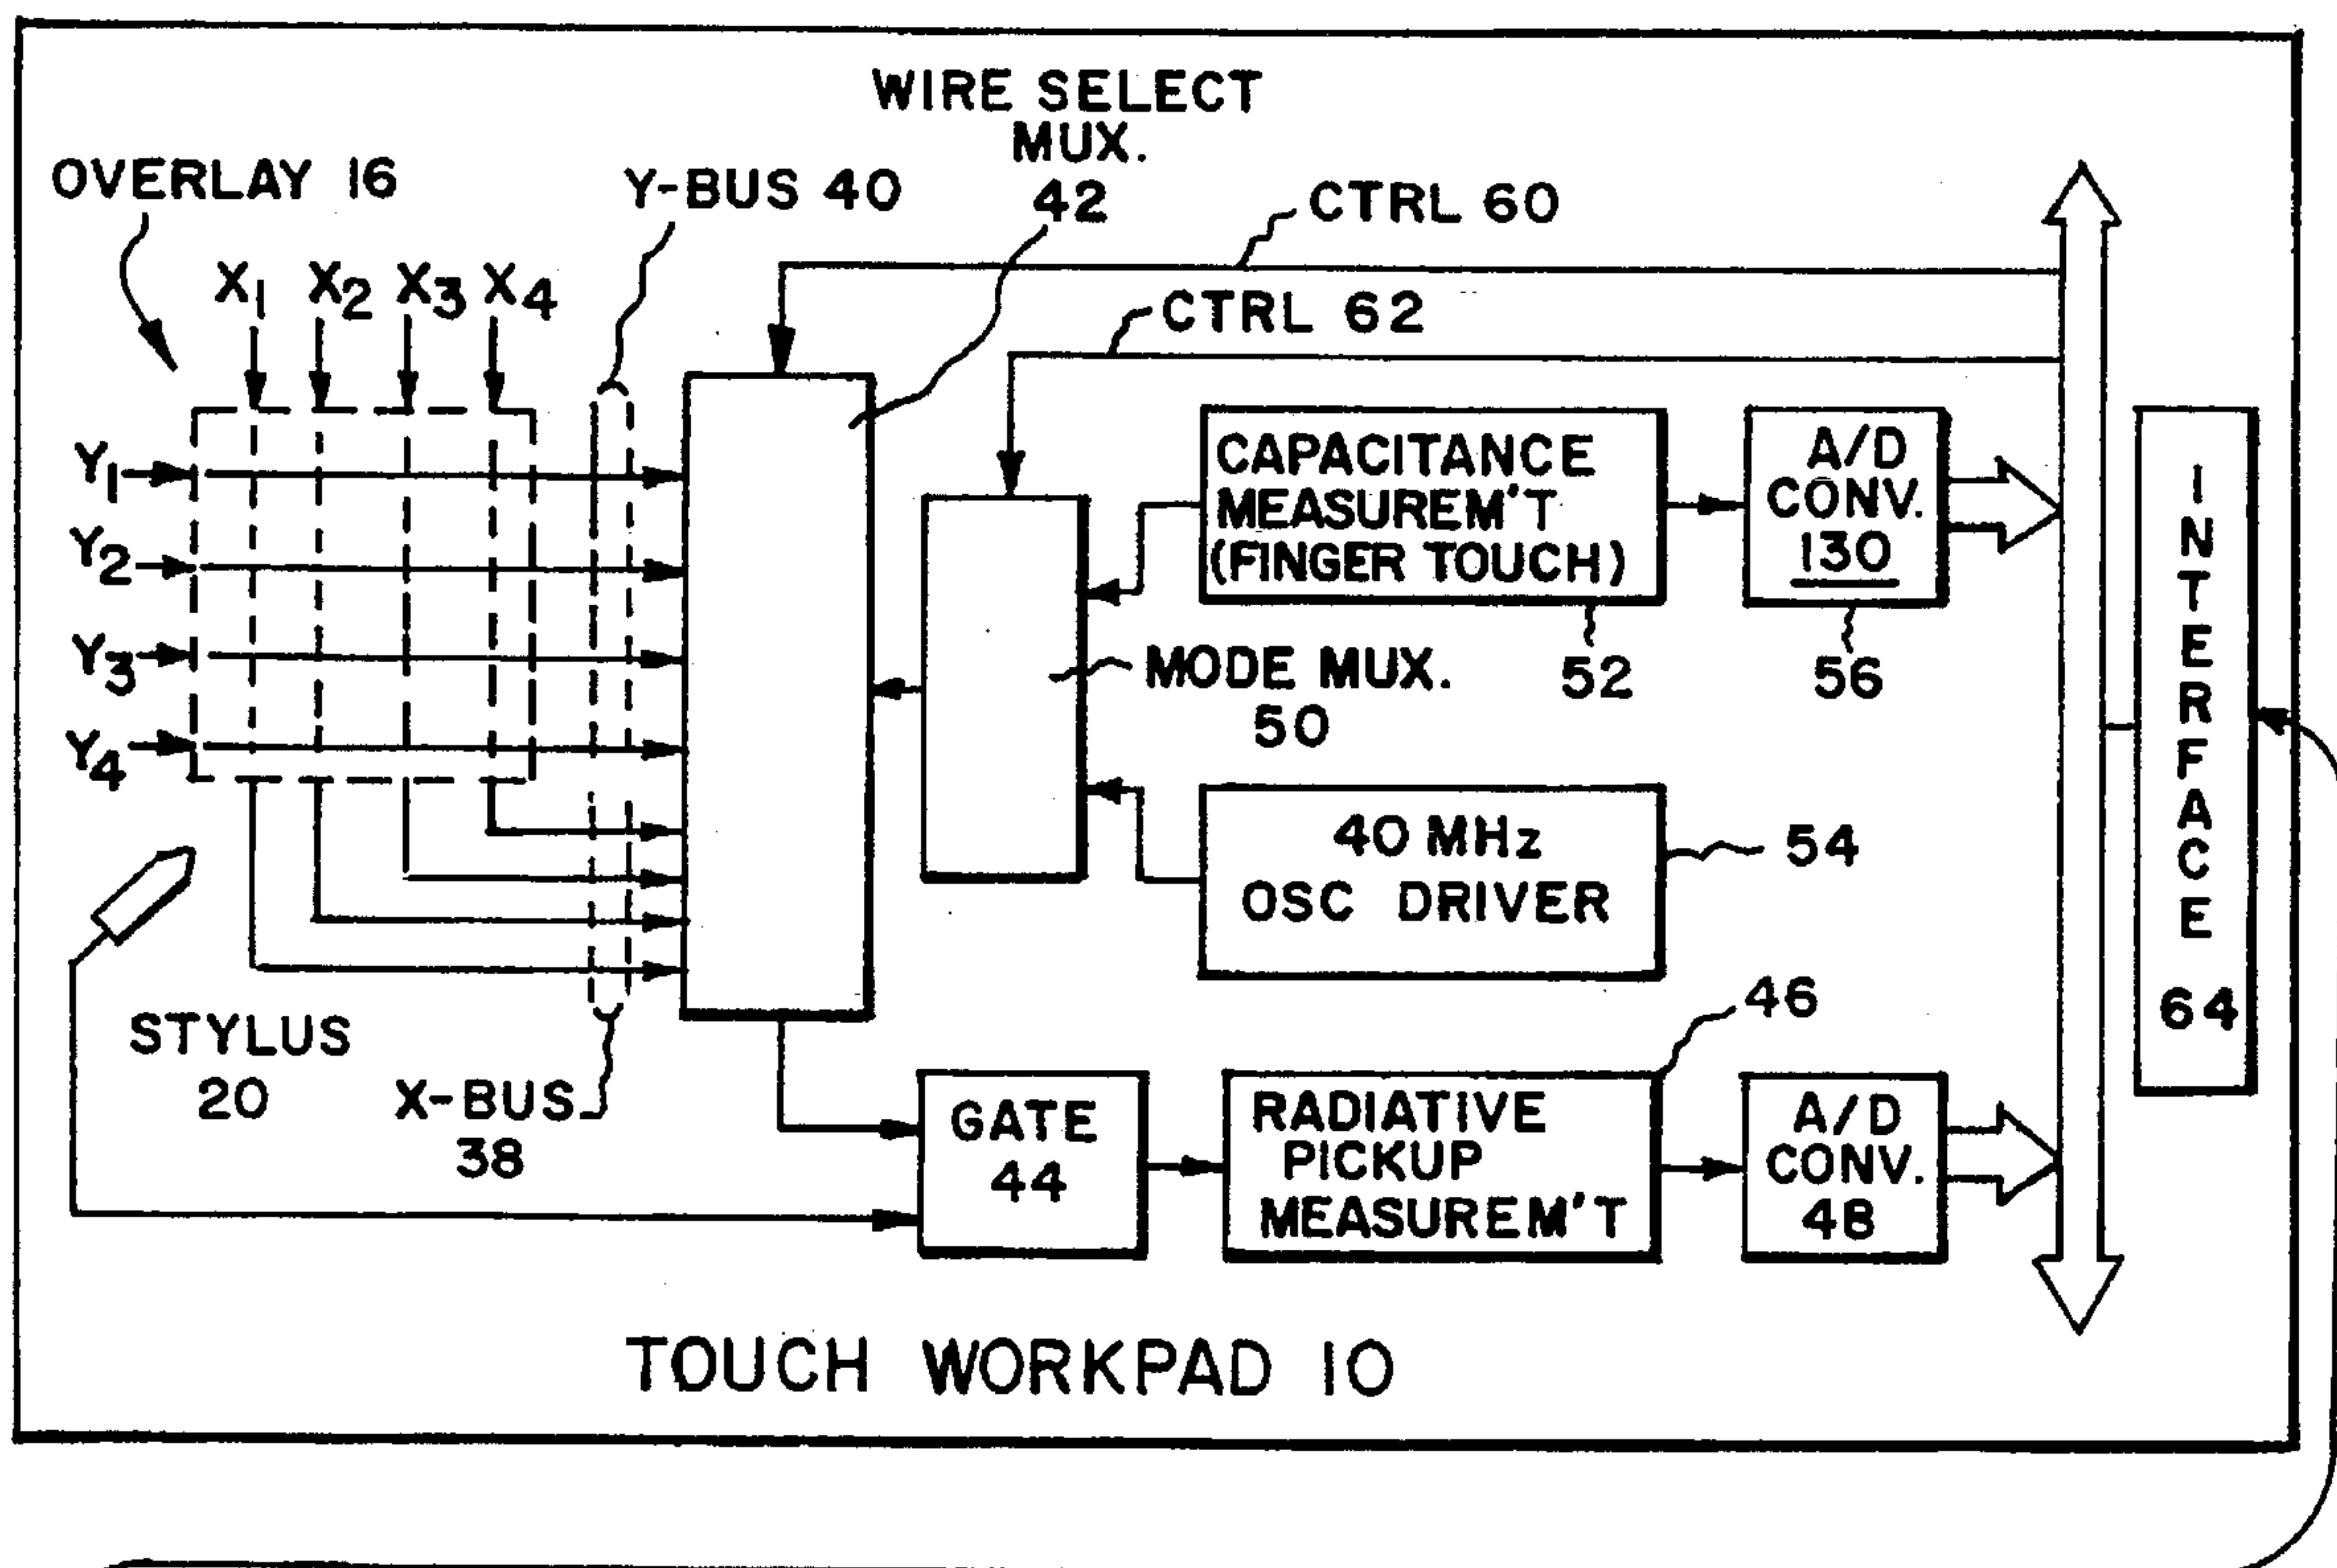 WIRE SELECT
MUX.
42
OVERLAY 16
Y-BUS 40
CTRL 60
X1 X2 X3 X4
CTRL 62
Y1
Y2
Y3
Y4
CAPACITANCE
MEASUREM'T
(FINGER TOUCH)
52
A/D
CONV.
130
56
MODE MUX.
50
40 MHz
OSC DRIVER
54
INTERFACE
64
STYLUS
20
X-BUS
38
GATE
44
46
RADIATIVE
PICKUP
MEASUREM'T
A/D
CONV.
48
TOUCH WORKPAD 10